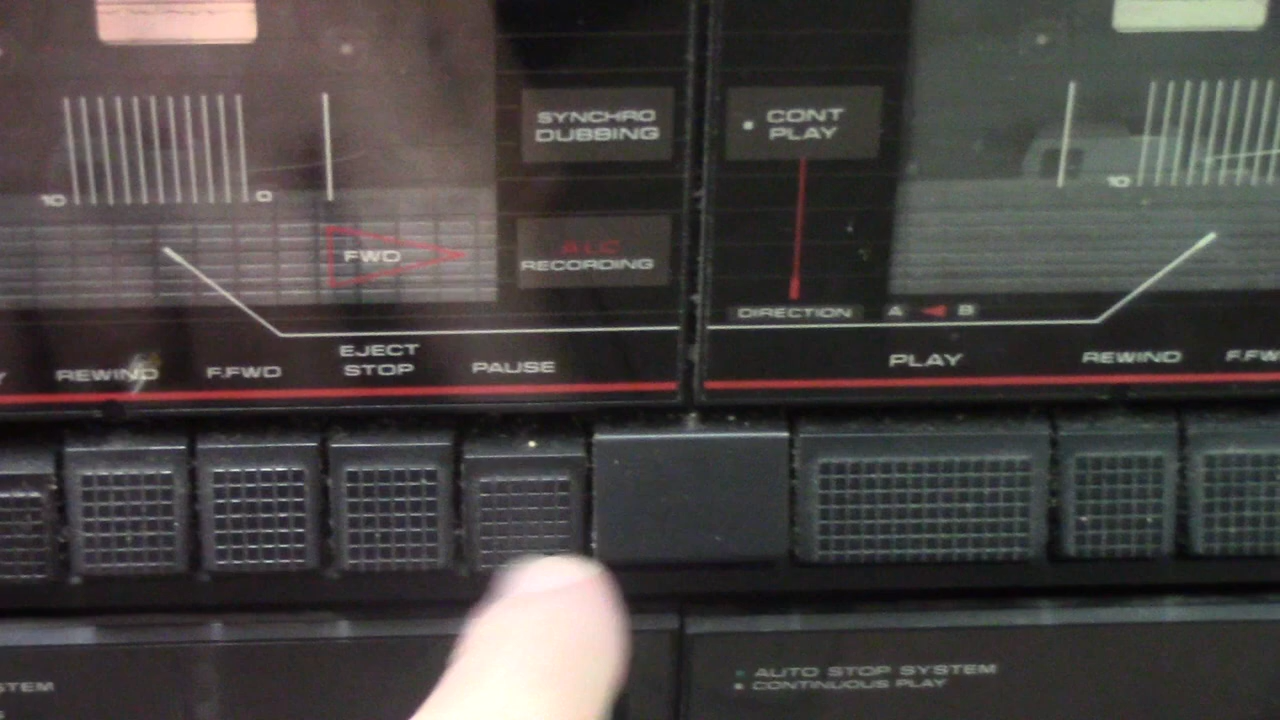 SYNCHRO
DUBBING
CONT
PLAY
10
0
10
FWD
A.L.C
RECORDING
DIRECTION
A
B
REWIND
F.FWD
EJECT
STOP
PAUSE
PLAY
REWIND
AUTO STOP SYSTEM
CONTINUOUS PLAY